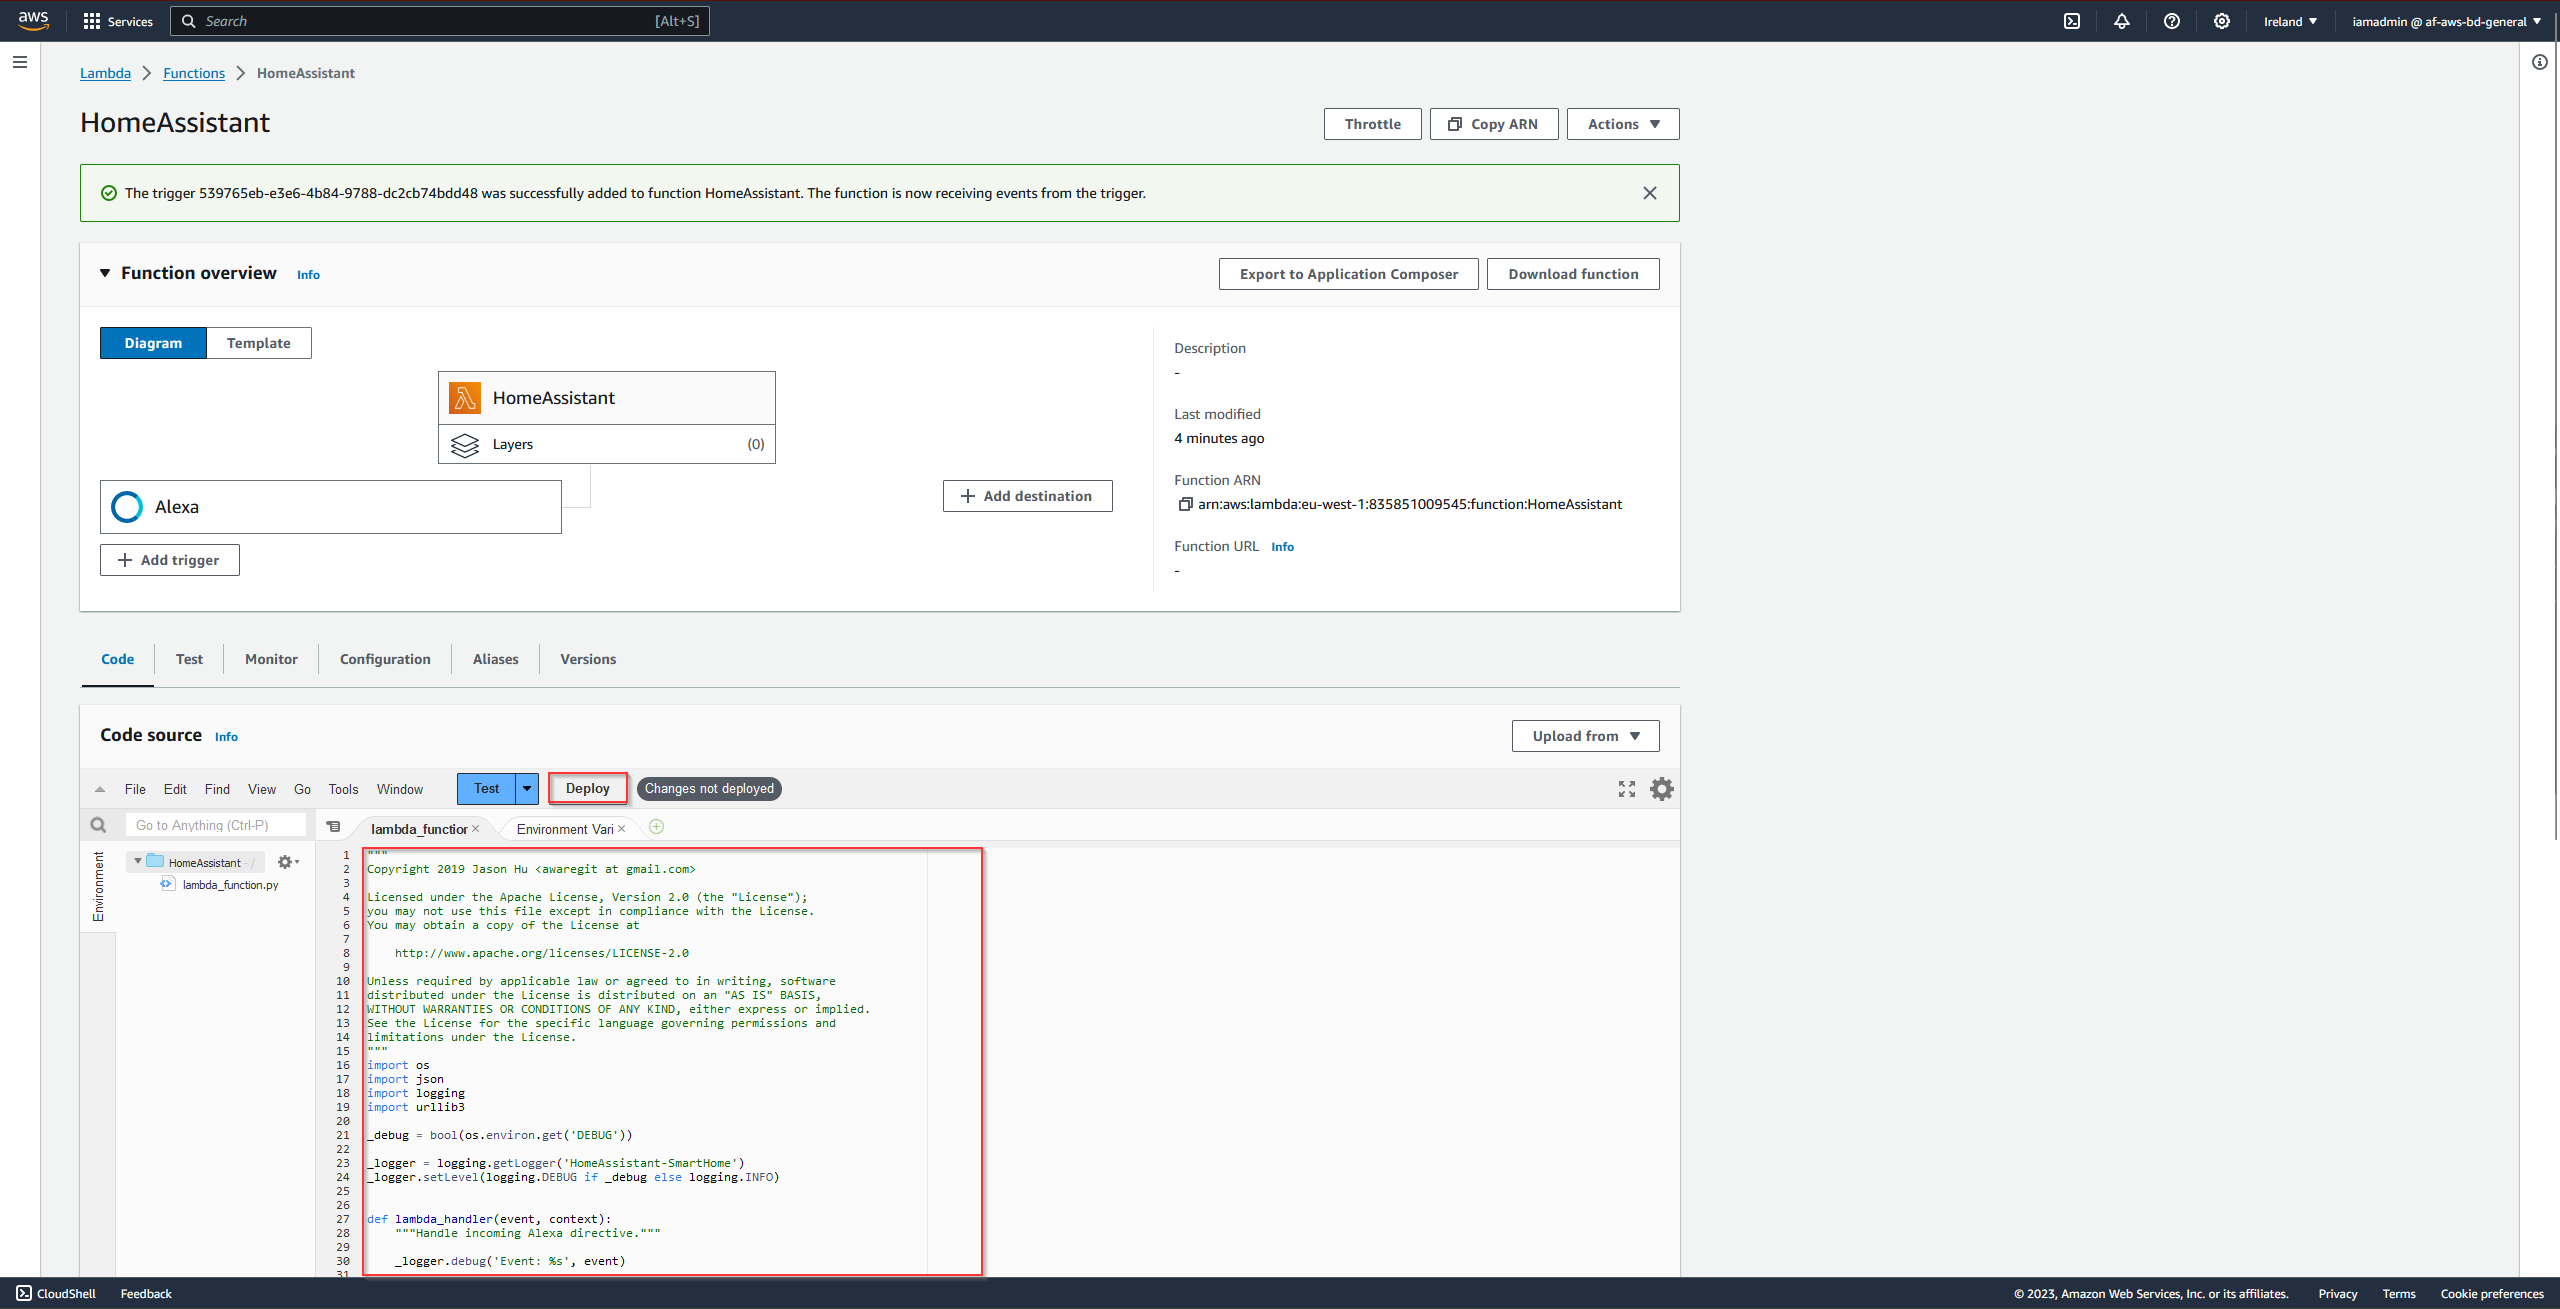 aws
Services
Search
[Alt+S]
Ireland
iamadmin @ af-aws-bd-general
Lambda
Functions
HomeAssistant
HomeAssistant
Throttle
Copy ARN
Actions
The trigger 539765eb-e3e6-4b84-9788-dc2cb74bdd48 was successfully added to function HomeAssistant. The function is now receiving events from the trigger.
Function overview
Info
Export to Application Composer
Download function
Diagram
Template
HomeAssistant
Layers
(0)
Alexa
Add destination
Add trigger
Description
-
Last modified
4 minutes ago
Function ARN
arn:aws:lambda:eu-west-1:835851009545:function:HomeAssistant
Function URL
Info
-
Code
Test
Monitor
Configuration
Aliases
Versions
Code source
Info
Upload from
File
Edit
Find
View
Go
Tools
Window
Test
Deploy
Changes not deployed
Go to Anything (Ctrl-P)
Environment
HomeAssistant - /
lambda_function.py
lambda_function
Environment Vari
1 """
2 Copyright 2019 Jason Hu <awaregit at gmail.com>
3
4 Licensed under the Apache License, Version 2.0 (the "License");
5 you may not use this file except in compliance with the License.
6 You may obtain a copy of the License at
7
8 http://www.apache.org/licenses/LICENSE-2.0
9
10 Unless required by applicable law or agreed to in writing, software
11 distributed under the License is distributed on an "AS IS" BASIS,
12 WITHOUT WARRANTIES OR CONDITIONS OF ANY KIND, either express or implied.
13 See the License for the specific language governing permissions and
14 limitations under the License.
15 """
16 import os
17 import json
18 import logging
19 import urllib3
20
21 _debug = bool(os.environ.get('DEBUG'))
22
23 _logger = logging.getLogger('HomeAssistant-SmartHome')
24 _logger.setLevel(logging.DEBUG if _debug else logging.INFO)
25
26
27 def lambda_handler(event, context):
28 """Handle incoming Alexa directive."""
29
30 _logger.debug('Event: %s', event)
31
CloudShell
Feedback
© 2023, Amazon Web Services, Inc. or its affiliates.
Privacy
Terms
Cookie preferences